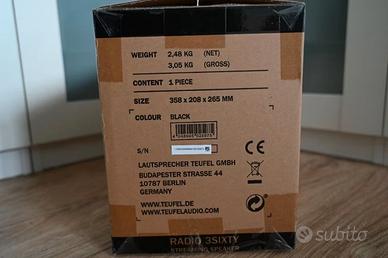 WEIGHT 2,48 KG (NET)
3,05 KG (GROSS)
CONTENT 1 PIECE
SIZE 358 x 208 x 265 MM
COLOUR BLACK
S/N
LAUTSPRECHER TEUFEL GMBH
BUDAPESTER STRASSE 44
10787 BERLIN
GERMANY
WWW.TEUFEL.DE
WWW.TEUFELAUDIO.COM
CE
RADIO 3SIXTY
STREAMING SPEAKER
subito